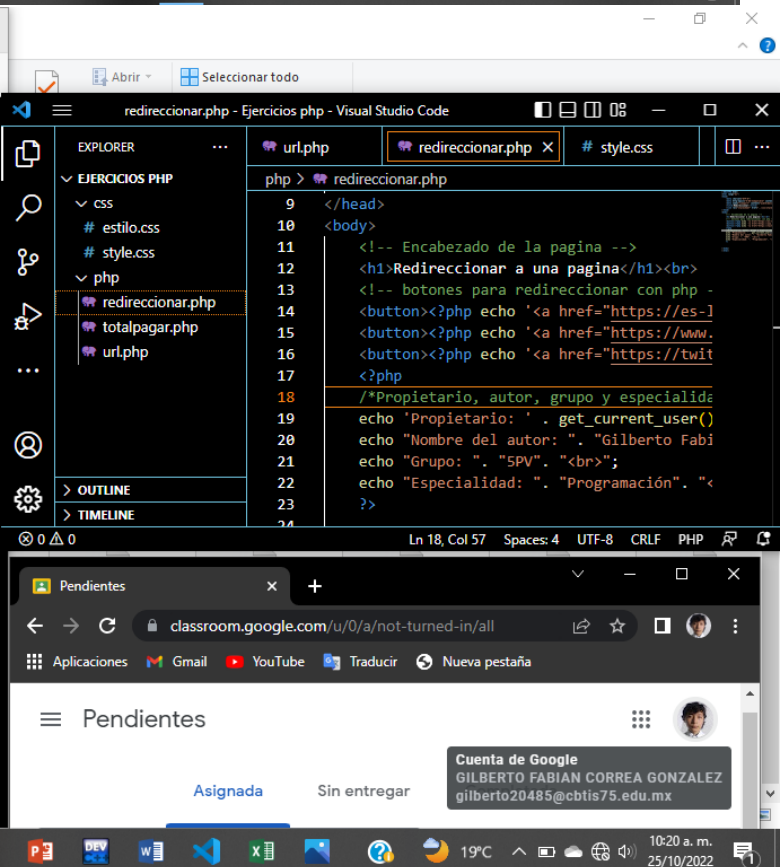 Abrir
Seleccionar todo
redireccionar.php - Ejercicios php - Visual Studio Code
EXPLORER
url.php
redireccionar.php
# style.css
EJERCICIOS PHP
php > redireccionar.php
css
# estilo.css
# style.css
php
redireccionar.php
totalpagar.php
url.php
OUTLINE
TIMELINE
9 </head>
10 <body>
11 <!-- Encabezado de la pagina -->
12 <h1>Redireccionar a una pagina</h1><br>
13 <!-- botones para redireccionar con php -
14 <button><?php echo '<a href="https://es-l
15 <button><?php echo '<a href="https://www.
16 <button><?php echo '<a href="https://twit
17 <?php
18 /*Propietario, autor, grupo y especialida
19 echo 'Propietario: ' . get_current_user()
20 echo "Nombre del autor: ". "Gilberto Fabi
21 echo "Grupo: ". "5PV". "<br>";
22 echo "Especialidad: ". "Programación". "<
23 ?>
24
0 0
Ln 18, Col 57 Spaces: 4 UTF-8 CRLF PHP
Pendientes
classroom.google.com/u/0/a/not-turned-in/all
Aplicaciones Gmail YouTube Traducir Nueva pestaña
Pendientes
Cuenta de Google
GILBERTO FABIAN CORREA GONZALEZ
gilberto20485@cbtis75.edu.mx
Asignada Sin entregar
DEV
19°C
10:20 a. m.
25/10/2022
1